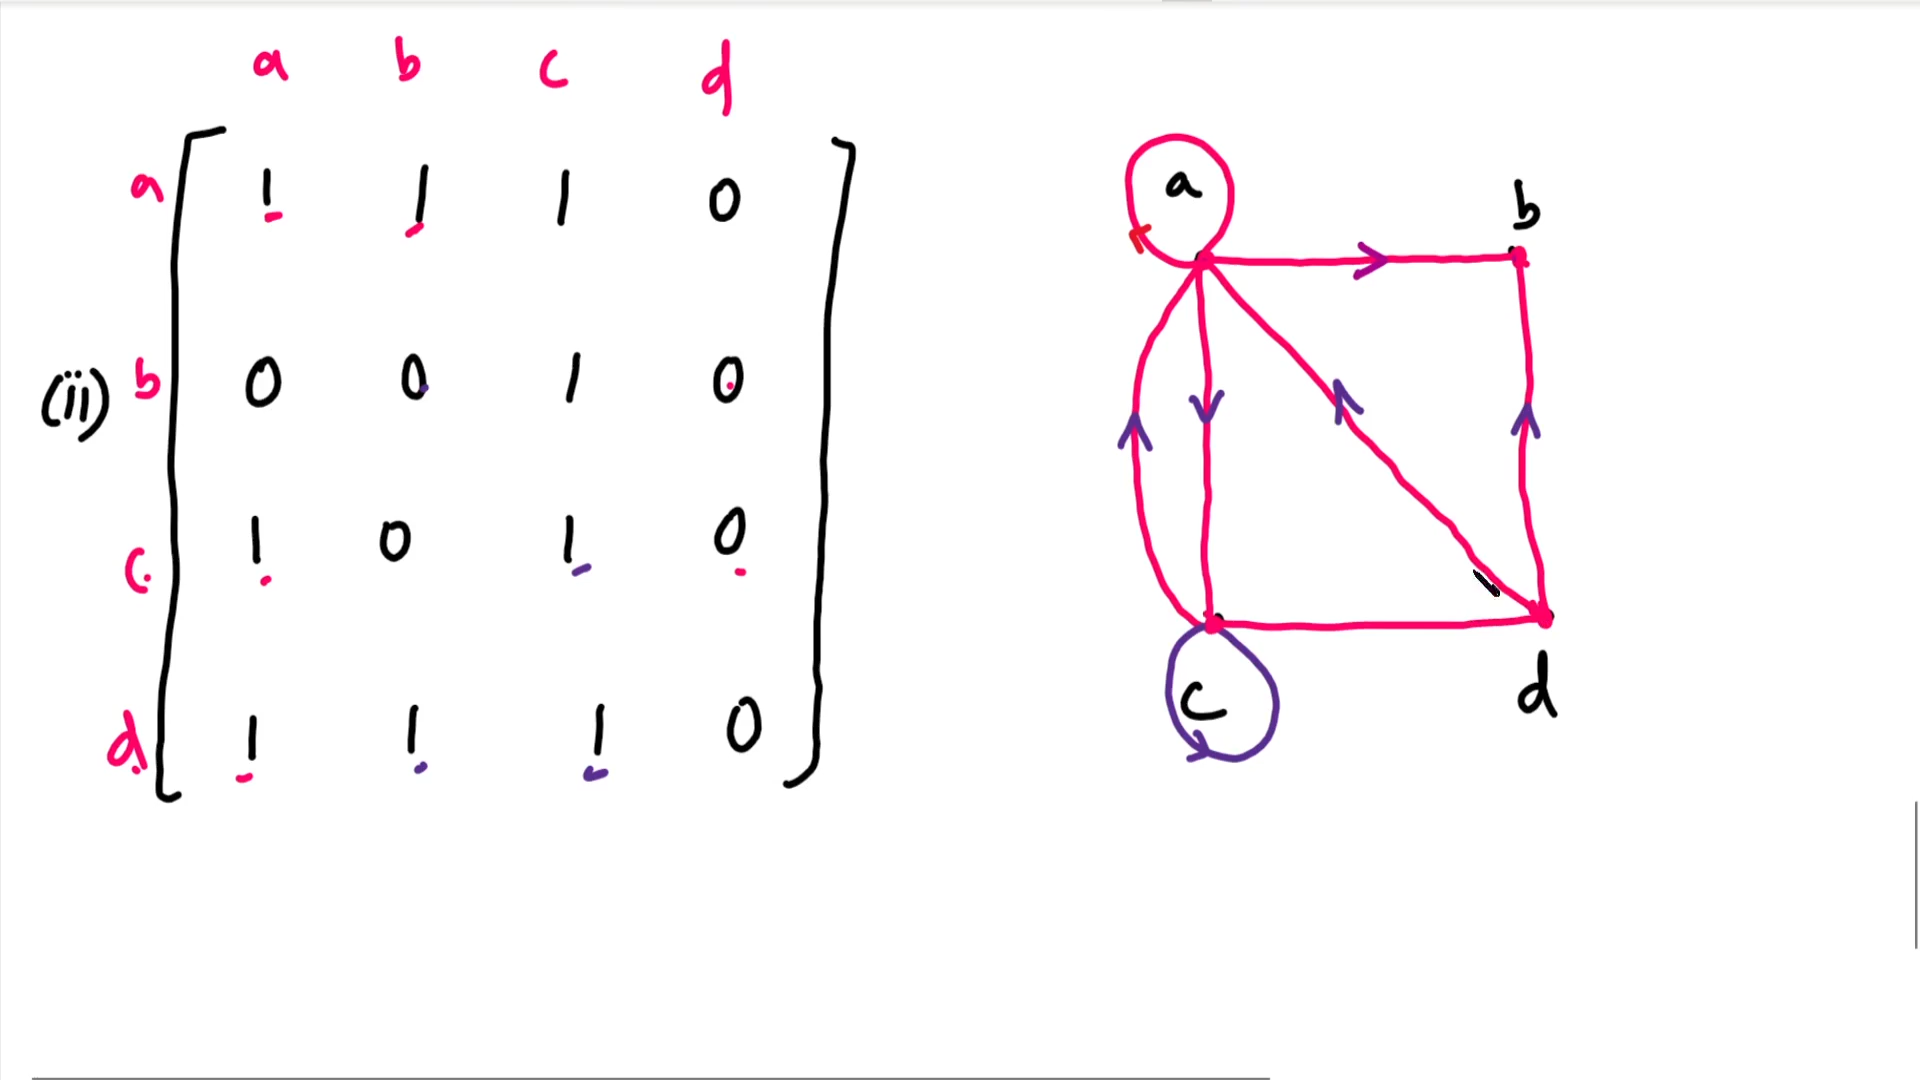 a b c d
a 1 1 1 0
(ii) b 0 0 1 0
c 1 0 1 0
d 1 1 1 0
a
b
c
d